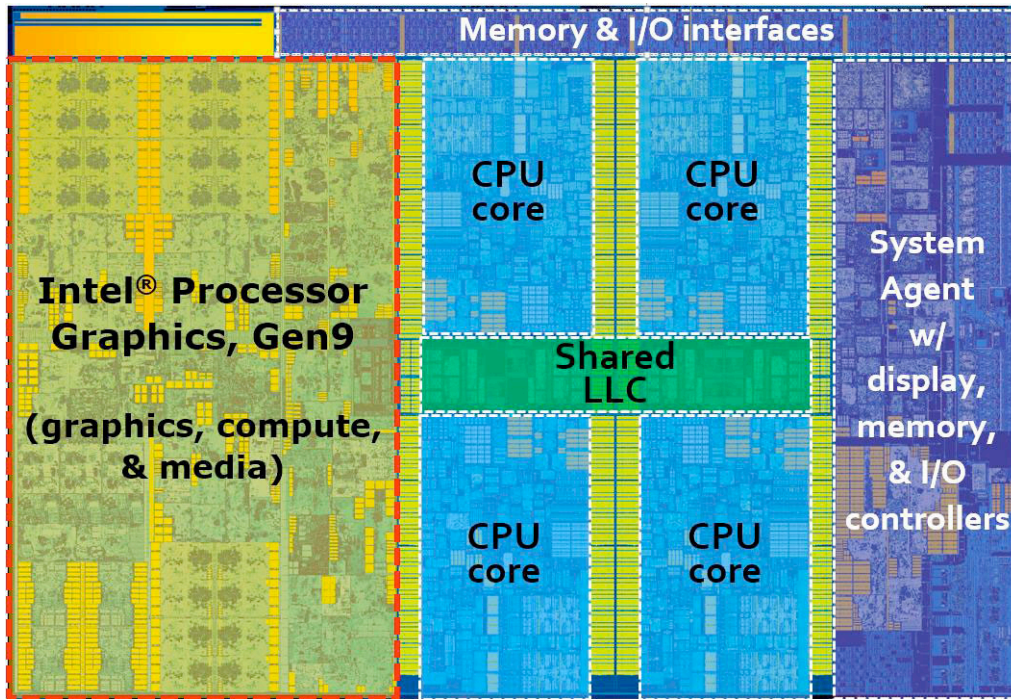 Memory & I/O interfaces
Intel® Processor
Graphics, Gen9
(graphics, compute,
& media)
CPU
core
CPU
core
Shared
LLC
CPU
core
CPU
core
System
Agent
w/
display,
memory,
& I/O
controllers